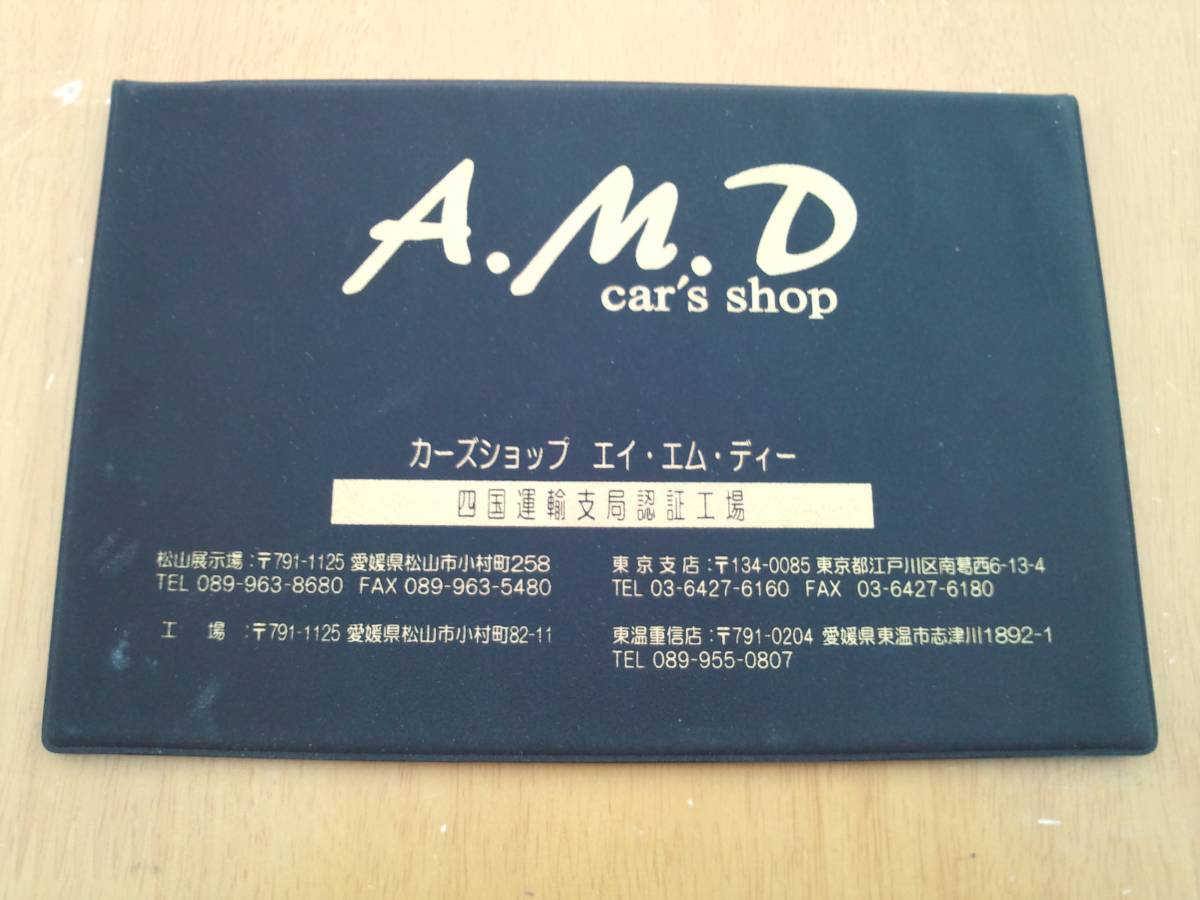 A.M.D
car's shop
カーズショップ エイ・エム・ディー
四国運輸支局認証工場
松山展示場:〒791-1125 愛媛県松山市小村町258
TEL 089-963-8680 FAX 089-963-5480
工 場 :〒791-1125 愛媛県松山市小村町82-11
東京支店:〒134-0085 東京都江戸川区南葛西6-13-4
TEL 03-6427-6160 FAX 03-6427-6180
東温重信店:〒791-0204 愛媛県東温市志津川1892-1
TEL 089-955-0807